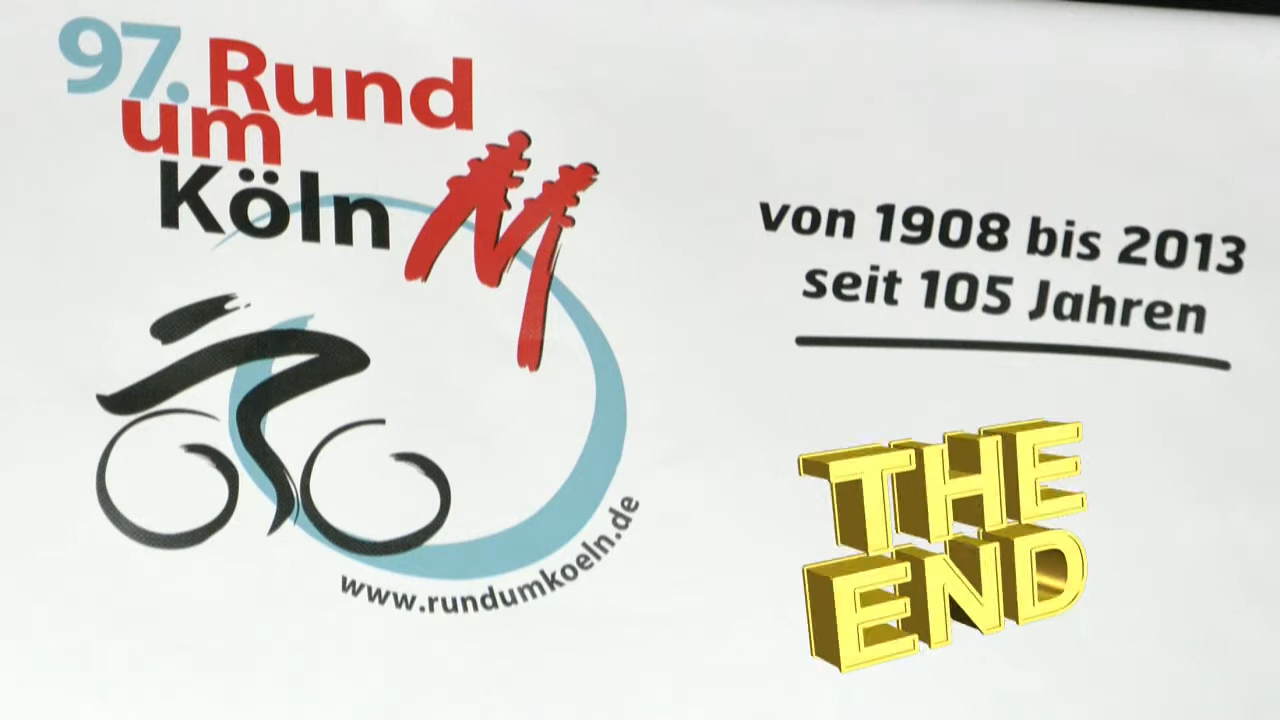 97. Rund
um
Köln
www.rundumkoeln.de
von 1908 bis 2013
seit 105 Jahren
THE
END